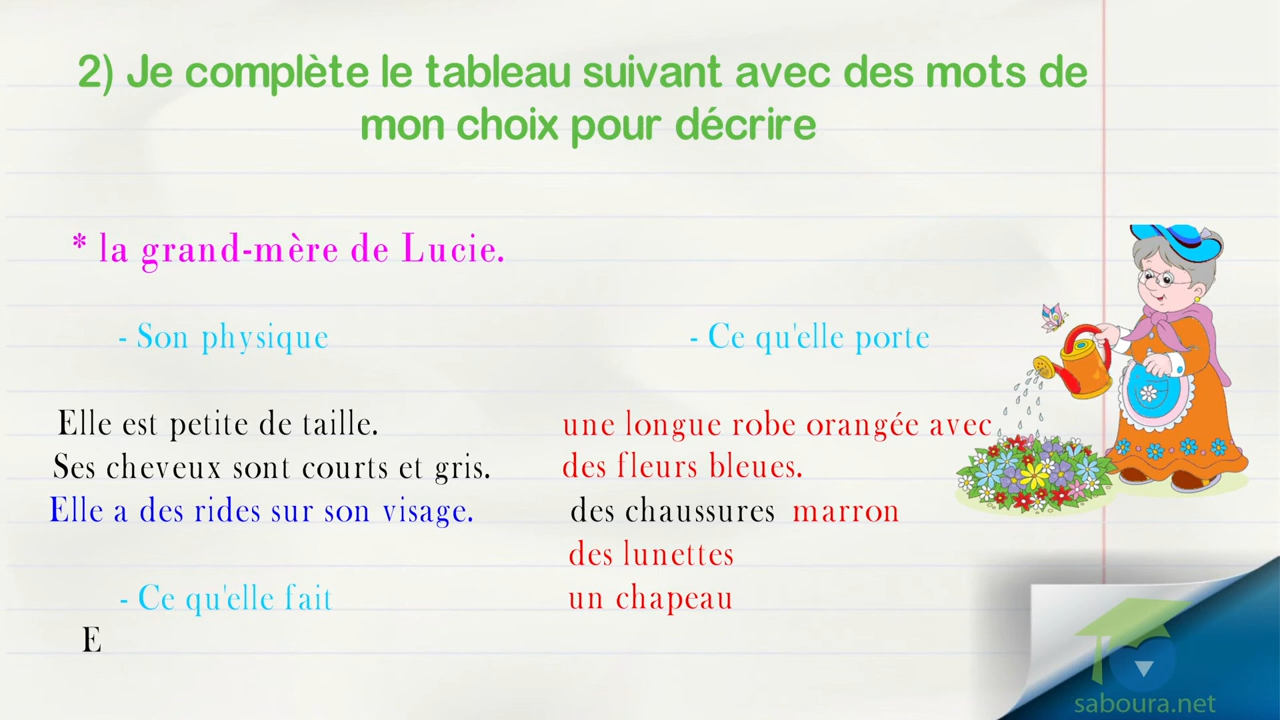 2) Je complète le tableau suivant avec des mots de
mon choix pour décrire
* la grand-mère de Lucie.
- Son physique
Elle est petite de taille.
Ses cheveux sont courts et gris.
Elle a des rides sur son visage.
- Ce qu'elle porte
une longue robe orangée avec
des fleurs bleues.
des chaussures marron
des lunettes
un chapeau
- Ce qu'elle fait
E
saboura.net